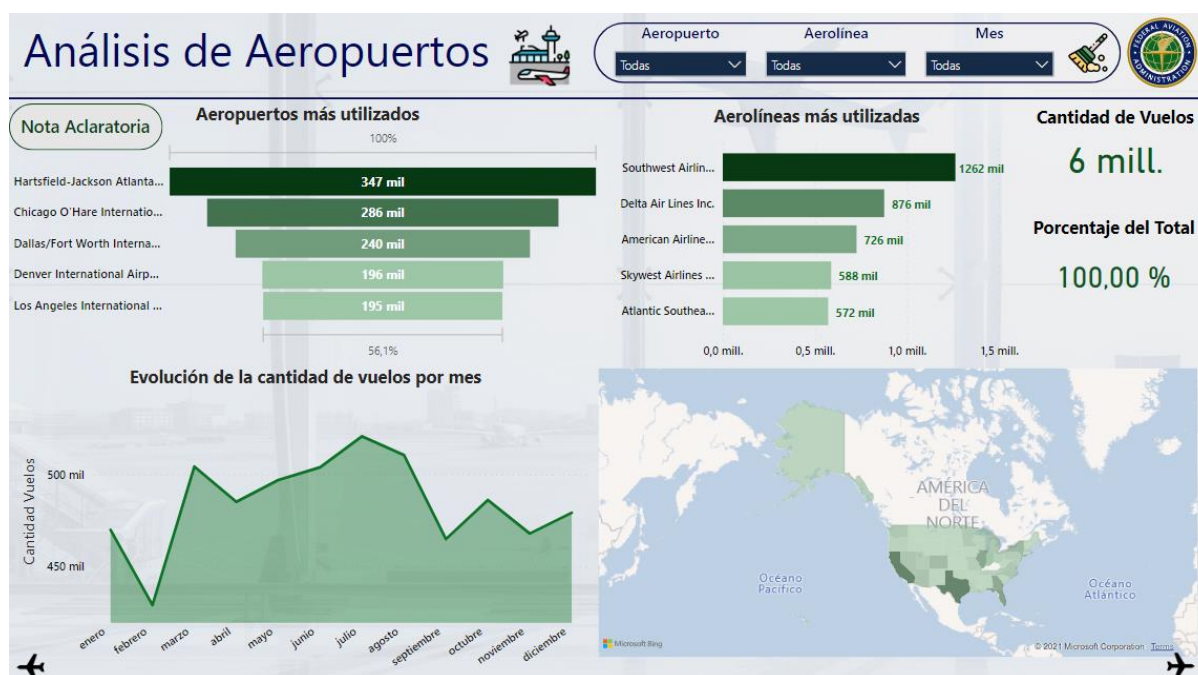 Análisis de Aeropuertos
Aeropuerto
Aerolínea
Mes
Todas
Todas
Todas
FEDERAL AVIATION
ADMINISTRATION
Nota Aclaratoria
Aeropuertos más utilizados
100%
Hartsfield-Jackson Atlanta...
347 mil
Chicago O'Hare Internatio...
286 mil
Dallas/Fort Worth Interna...
240 mil
Denver International Airp...
196 mil
Los Angeles International ...
195 mil
56,1%
Aerolíneas más utilizadas
Southwest Airlin...
1262 mil
Delta Air Lines Inc.
876 mil
American Airline...
726 mil
Skywest Airlines ...
588 mil
Atlantic Southea...
572 mil
0,0 mill.
0,5 mill.
1,0 mill.
1,5 mill.
Cantidad de Vuelos
6 mill.
Porcentaje del Total
100,00 %
Evolución de la cantidad de vuelos por mes
Cantidad Vuelos
500 mil
450 mil
enero
febrero
marzo
abril
mayo
junio
julio
agosto
septiembre
octubre
noviembre
diciembre
AMÉRICA
DEL
NORTE
Océano
Pacífico
Océano
Atlántico
Microsoft Bing
© 2021 Microsoft Corporation Terms